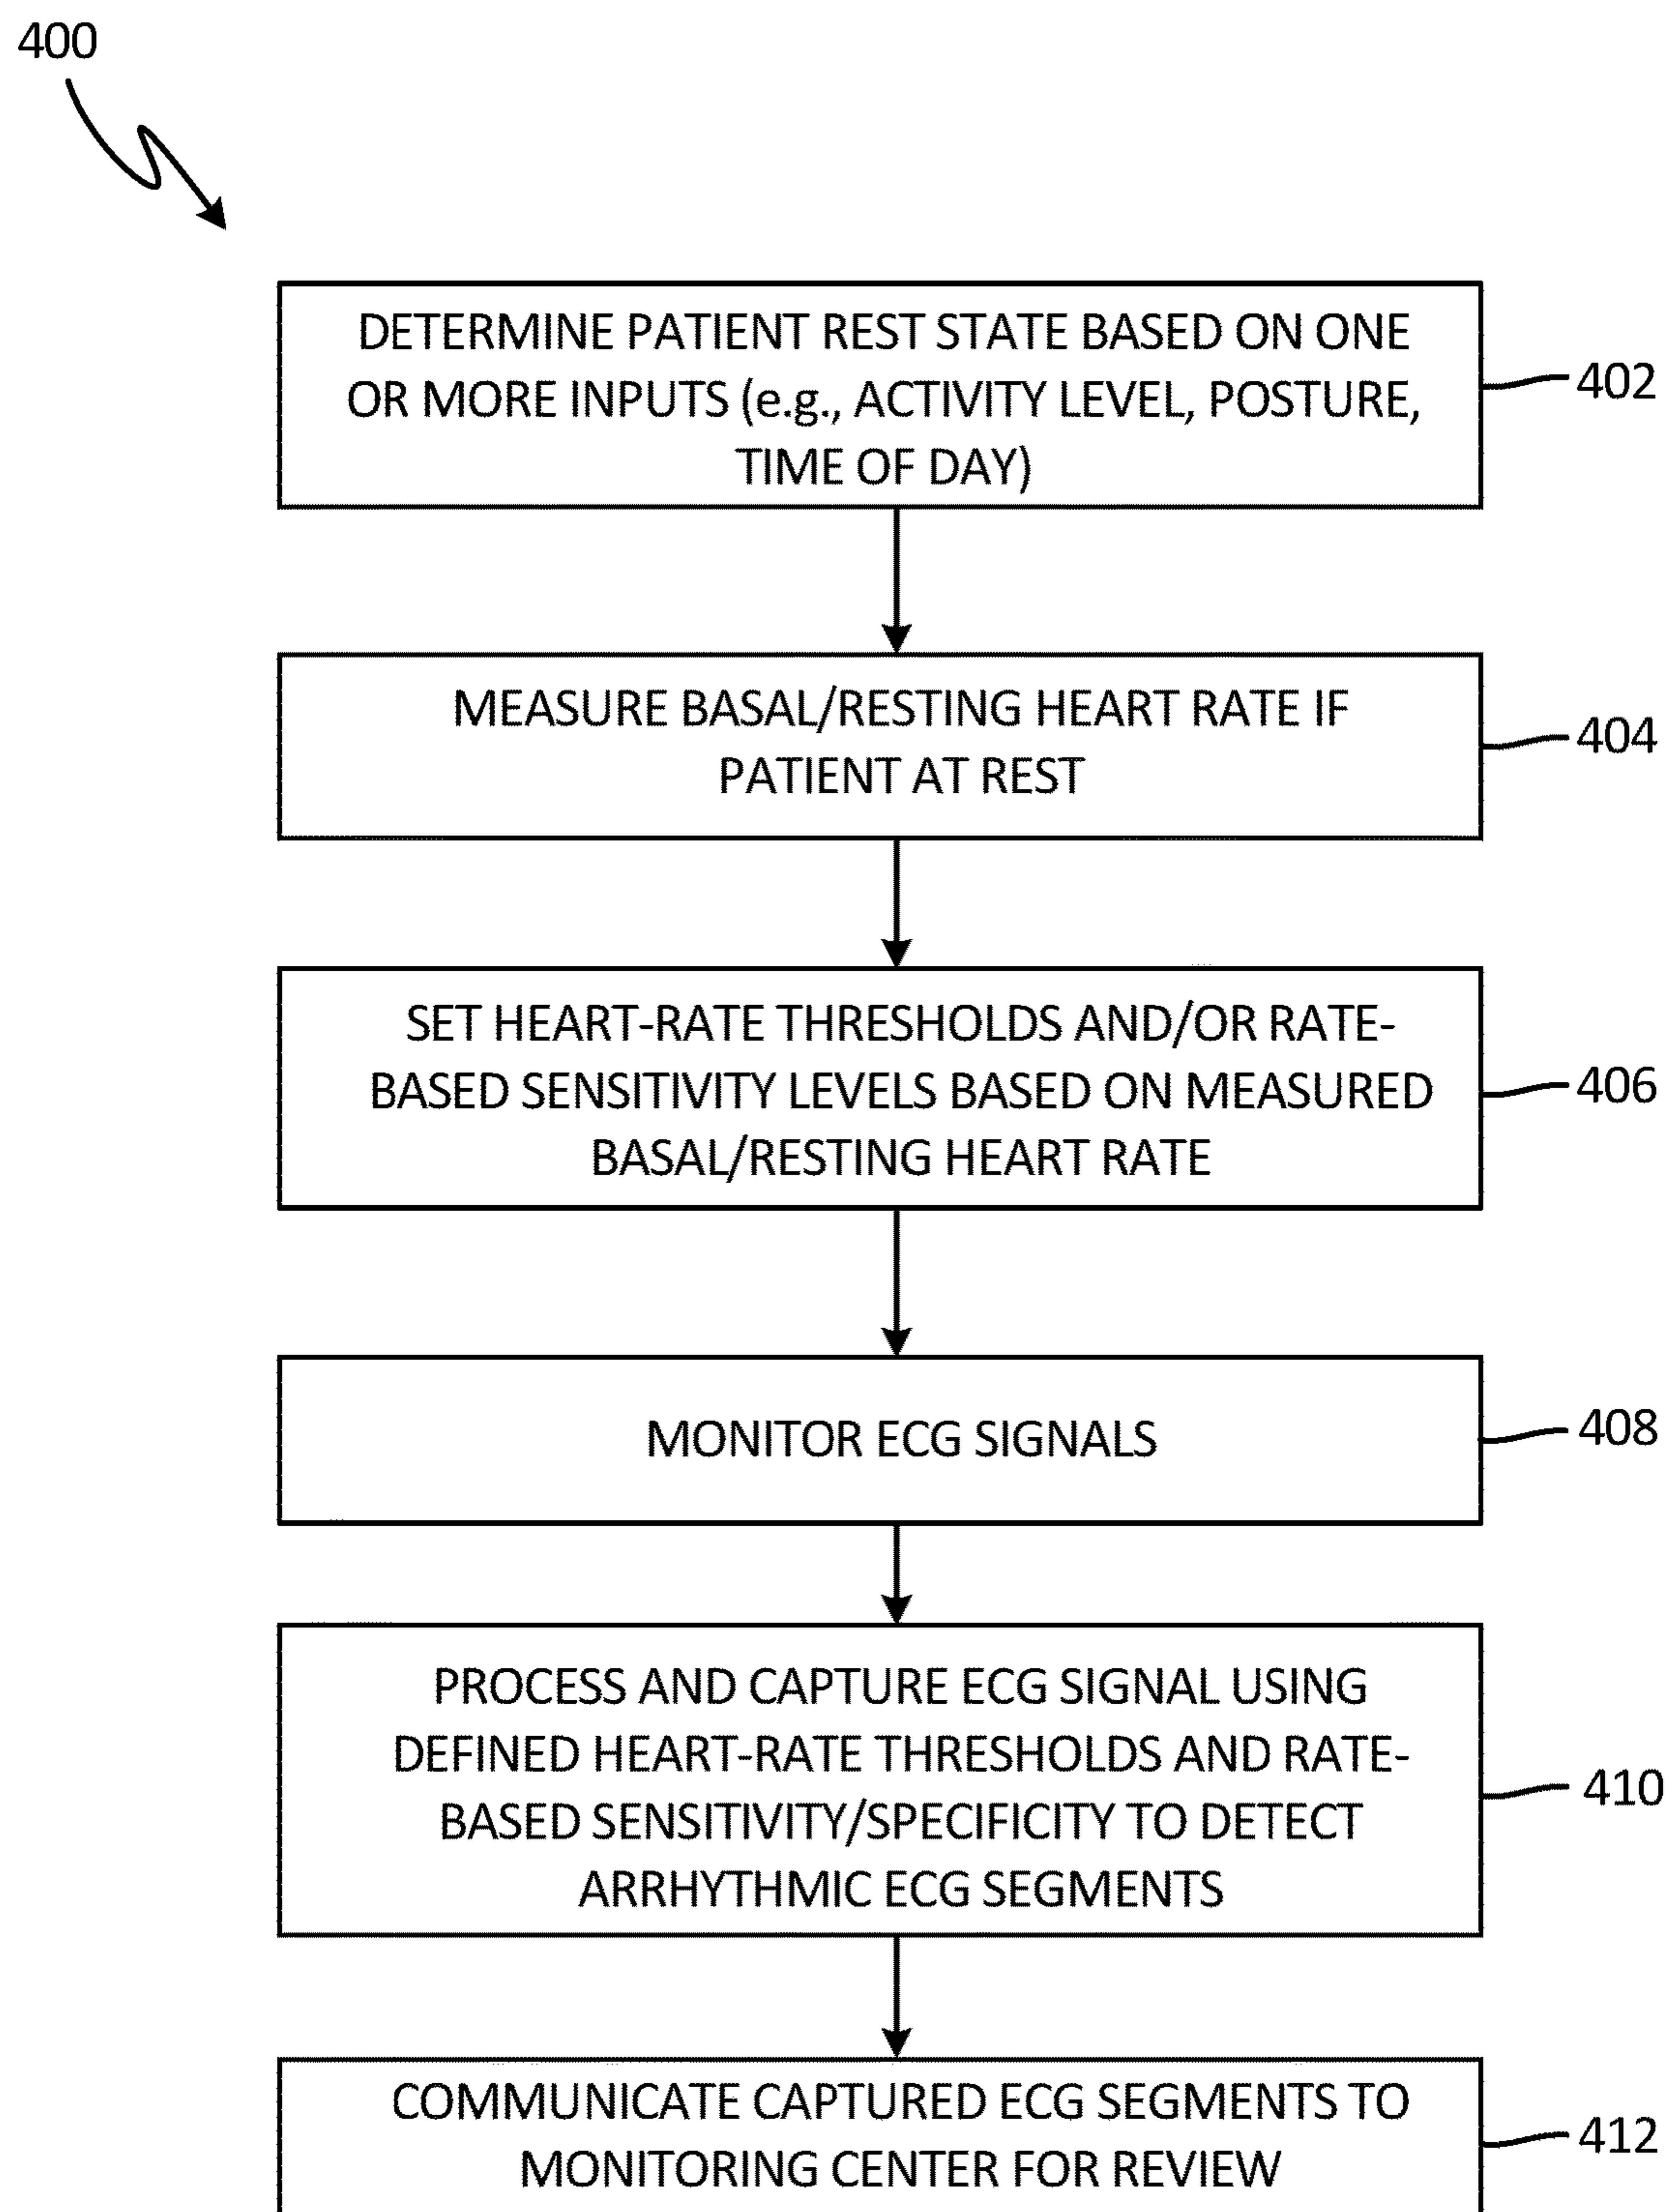 400
DETERMINE PATIENT REST STATE BASED ON ONE
OR MORE INPUTS (e.g., ACTIVITY LEVEL, POSTURE,
TIME OF DAY)
402
MEASURE BASAL/RESTING HEART RATE IF
PATIENT AT REST
404
SET HEART-RATE THRESHOLDS AND/OR RATE-
BASED SENSITIVITY LEVELS BASED ON MEASURED
BASAL/RESTING HEART RATE
406
MONITOR ECG SIGNALS
408
PROCESS AND CAPTURE ECG SIGNAL USING
DEFINED HEART-RATE THRESHOLDS AND RATE-
BASED SENSITIVITY/SPECIFICITY TO DETECT
ARRHYTHMIC ECG SEGMENTS
410
COMMUNICATE CAPTURED ECG SEGMENTS TO
MONITORING CENTER FOR REVIEW
412